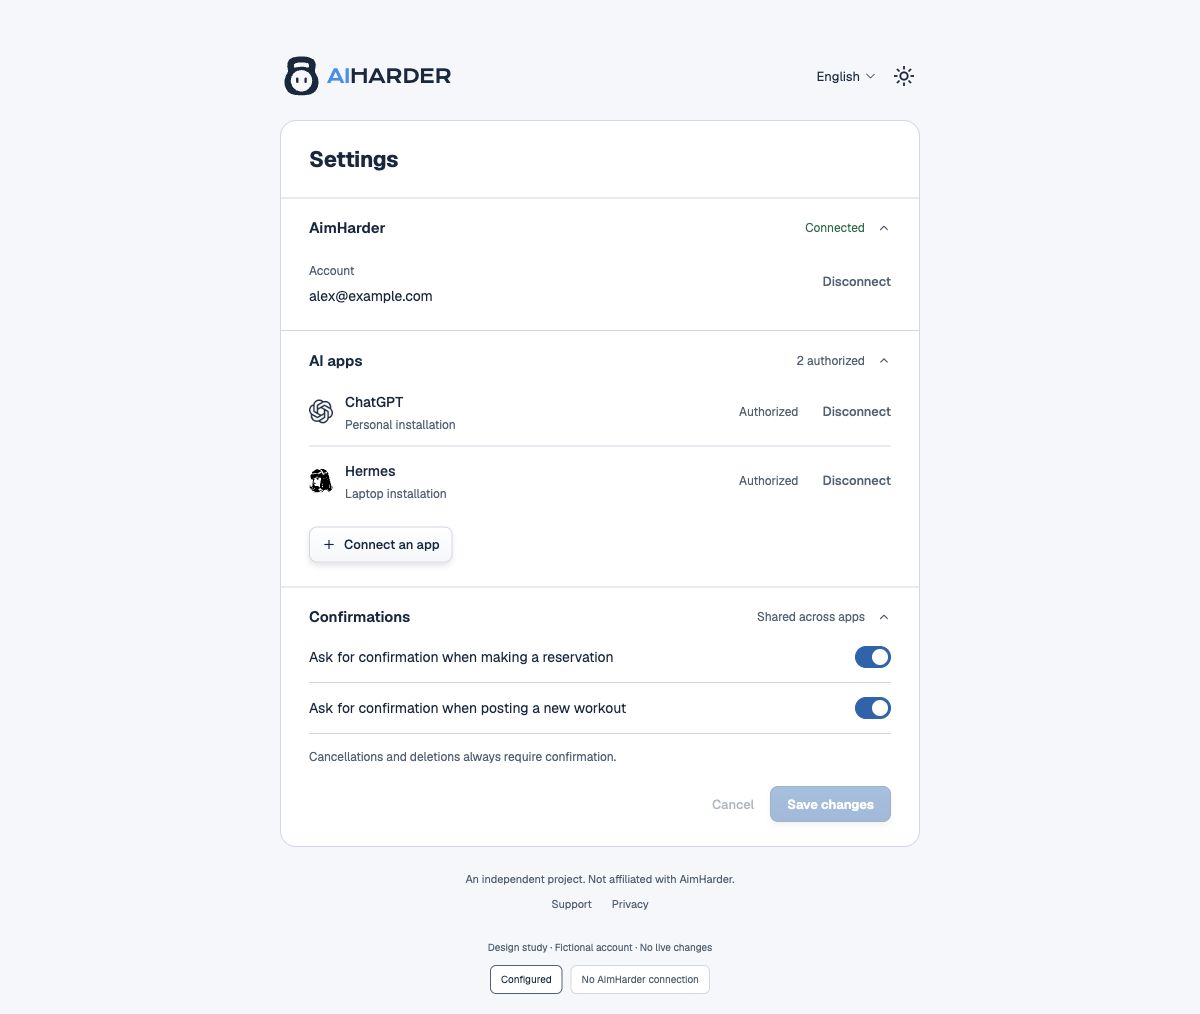 AIHARDER
English
Settings
AimHarder
Connected
Account
alex@example.com
Disconnect
AI apps
2 authorized
ChatGPT
Personal installation
Authorized
Disconnect
Hermes
Laptop installation
Authorized
Disconnect
+ Connect an app
Confirmations
Shared across apps
Ask for confirmation when making a reservation
Ask for confirmation when posting a new workout
Cancellations and deletions always require confirmation.
Cancel
Save changes
An independent project. Not affiliated with AimHarder.
Support
Privacy
Design study · Fictional account · No live changes
Configured
No AimHarder connection